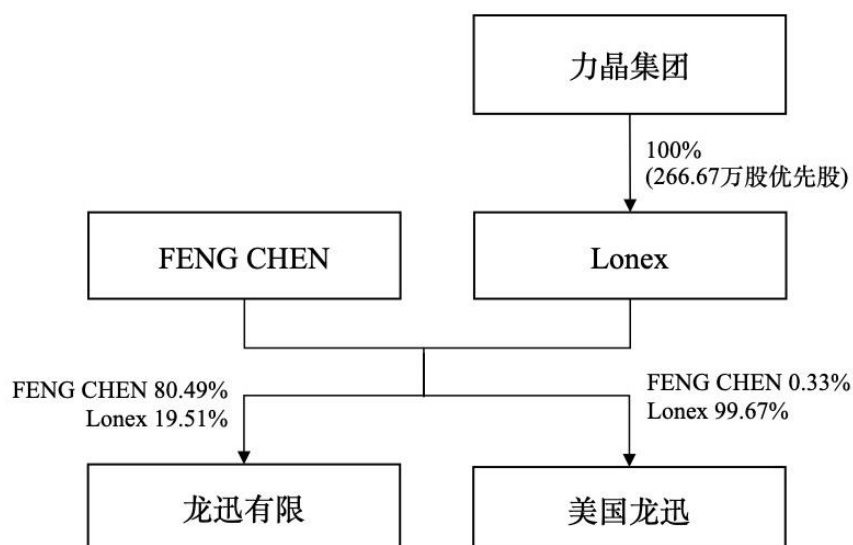 力晶集团
100%
(266.67万股优先股)
FENG CHEN
Lonex
FENG CHEN 80.49%
Lonex 19.51%
FENG CHEN 0.33%
Lonex 99.67%
龙迅有限
美国龙迅